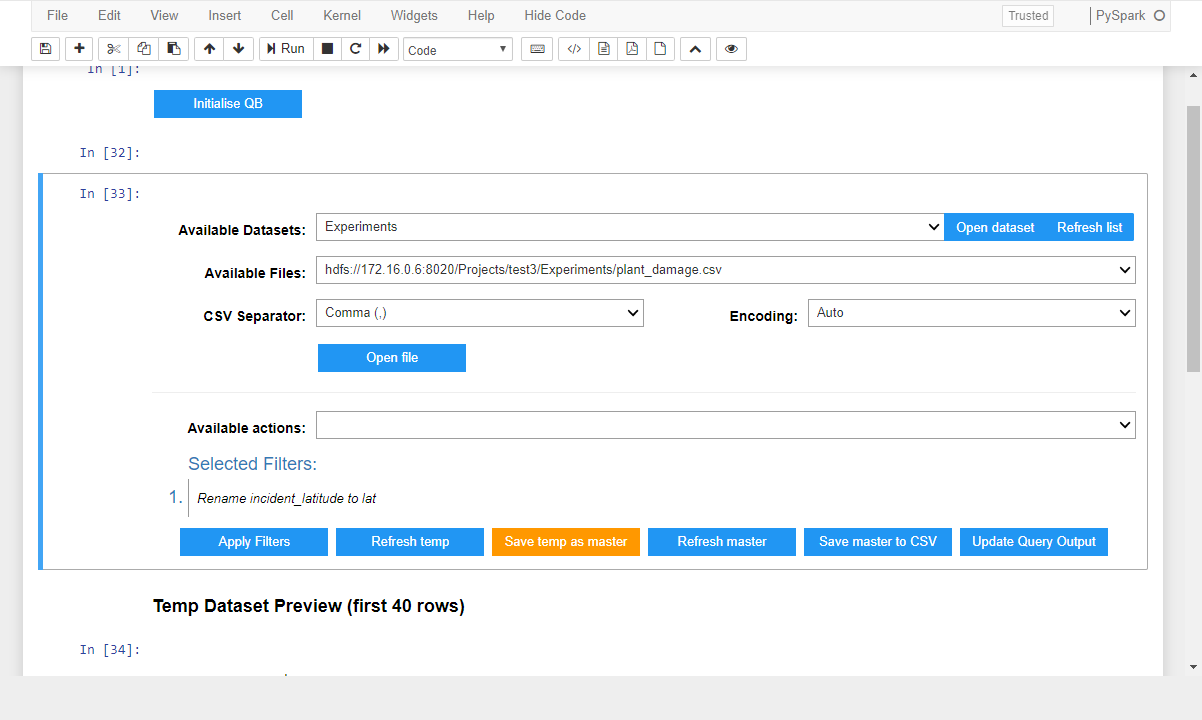 File Edit View Insert Cell Kernel Widgets Help Hide Code Trusted PySpark
Run Code
In [1]:
Initialise QB
In [32]:
In [33]:
Available Datasets: Experiments Open dataset Refresh list
Available Files: hdfs://172.16.0.6:8020/Projects/test3/Experiments/plant_damage.csv
CSV Separator: Comma (,) Encoding: Auto
Open file
Available actions:
Selected Filters:
1. Rename incident_latitude to lat
Apply Filters Refresh temp Save temp as master Refresh master Save master to CSV Update Query Output
Temp Dataset Preview (first 40 rows)
In [34]: